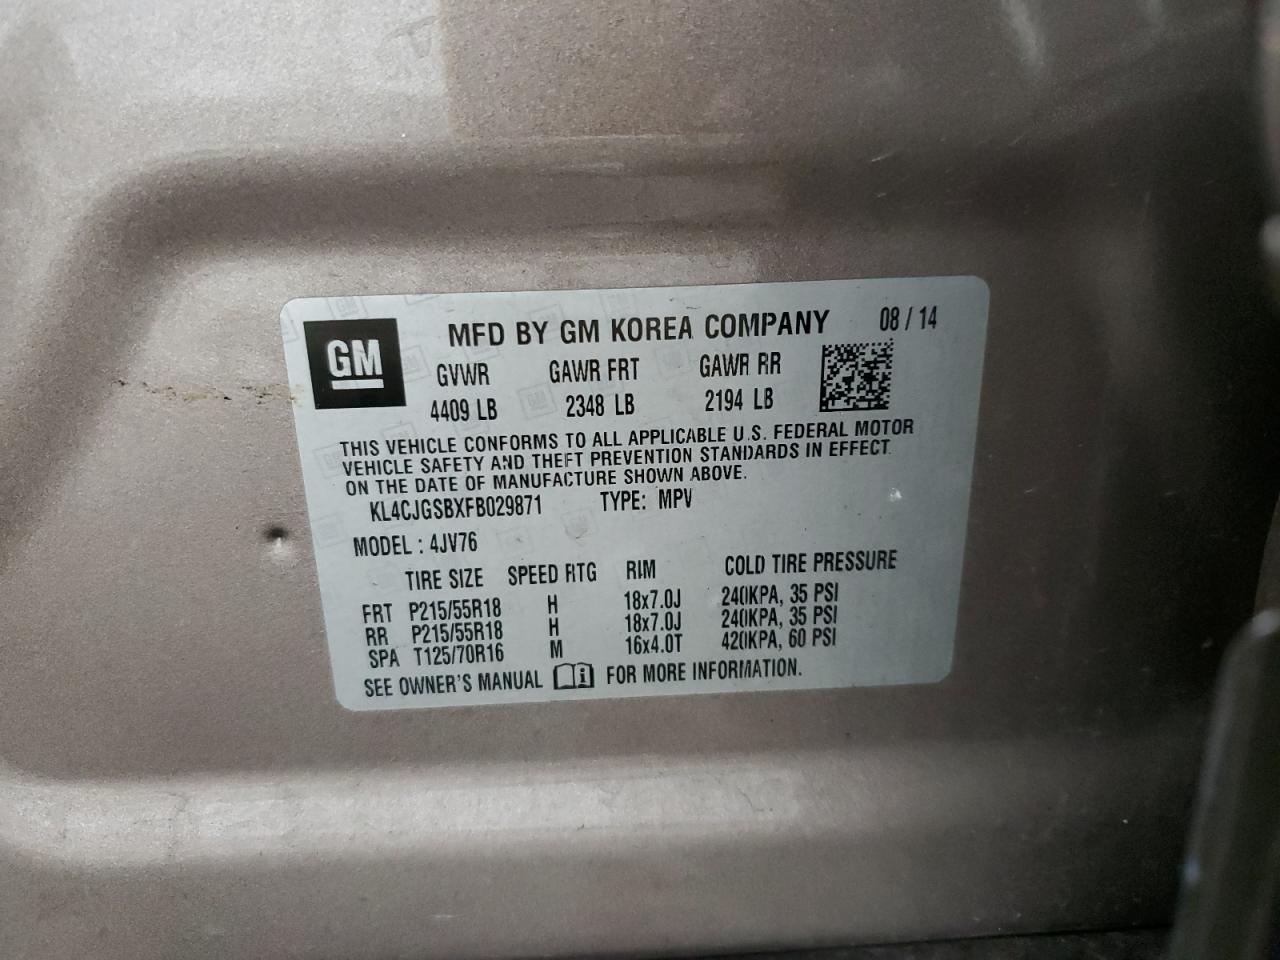 GM
MFD BY GM KOREA COMPANY 08 / 14
GVWR GAWR FRT GAWR RR
4409 LB 2348 LB 2194 LB
THIS VEHICLE CONFORMS TO ALL APPLICABLE U.S. FEDERAL MOTOR
VEHICLE SAFETY AND THEFT PREVENTION STANDARDS IN EFFECT
ON THE DATE OF MANUFACTURE SHOWN ABOVE.
KL4CJGSBXFB029871 TYPE: MPV
MODEL : 4JV76
TIRE SIZE SPEED RTG RIM COLD TIRE PRESSURE
FRT P215/55R18 H 18x7.0J 240KPA, 35 PSI
RR P215/55R18 H 18x7.0J 240KPA, 35 PSI
SPA T125/70R16 M 16x4.0T 420KPA, 60 PSI
SEE OWNER'S MANUAL i FOR MORE INFORMATION.